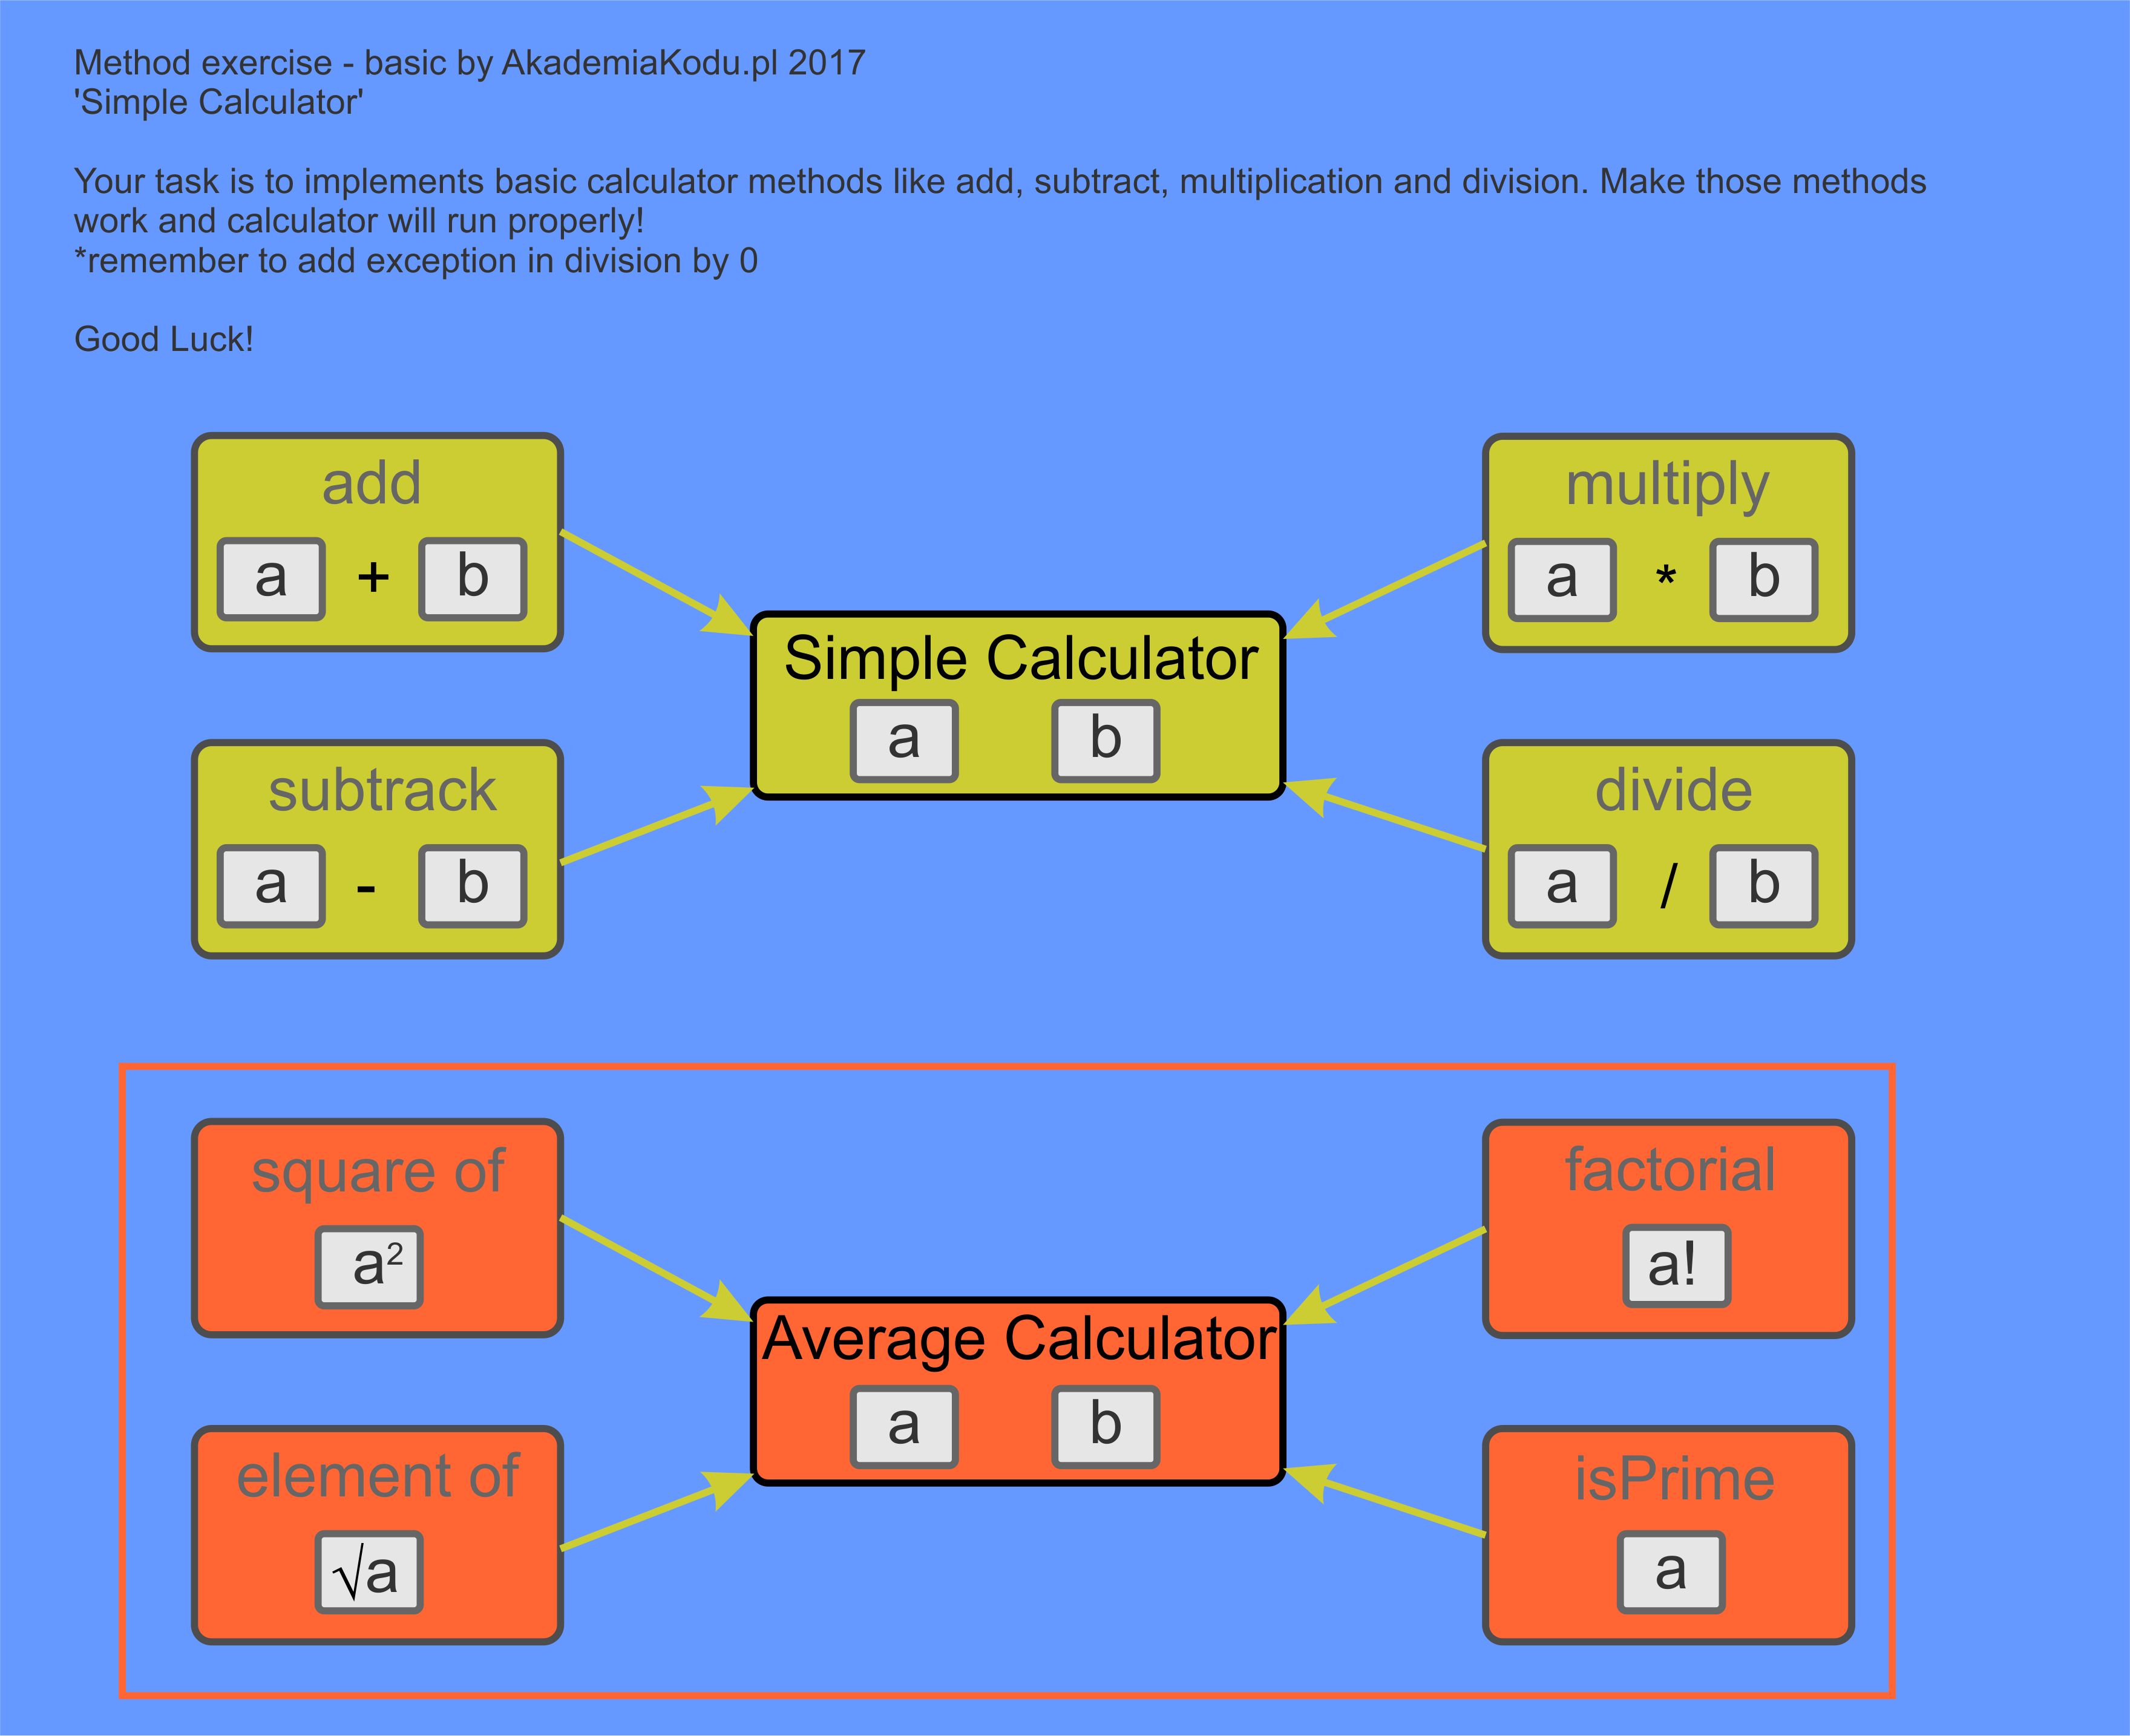 Method exercise - basic by AkademiaKodu.pl 2017
'Simple Calculator'
Your task is to implements basic calculator methods like add, subtract, multiplication and division. Make those methods
work and calculator will run properly!
*remember to add exception in division by 0
Good Luck!
add
a + b
multiply
a * b
Simple Calculator
a b
subtrack
a - b
divide
a / b
square of
a²
factorial
a!
Average Calculator
a b
element of
√a
isPrime
a